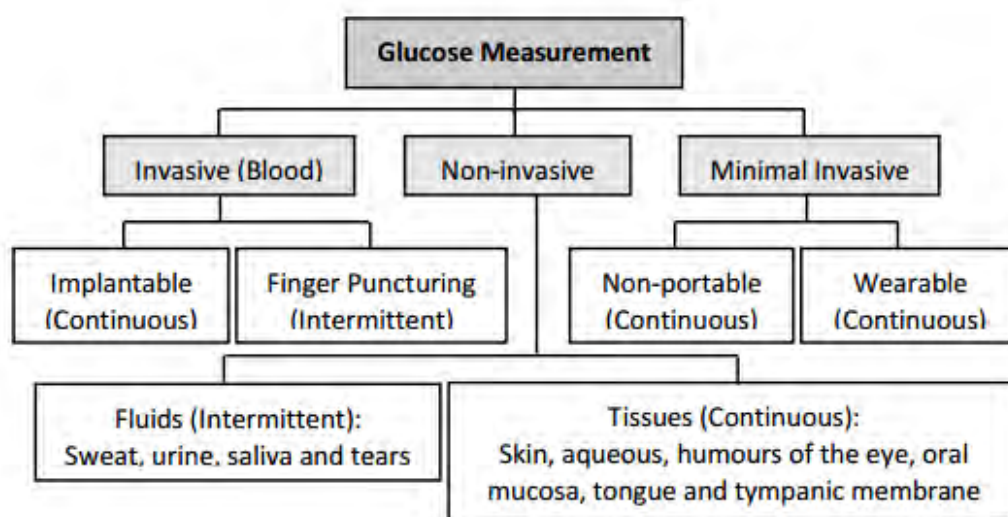 Glucose Measurement
Invasive (Blood)
Non-invasive
Minimal Invasive
Implantable
(Continuous)
Finger Puncturing
(Intermittent)
Non-portable
(Continuous)
Wearable
(Continuous)
Fluids (Intermittent):
Sweat, urine, saliva and tears
Tissues (Continuous):
Skin, aqueous, humours of the eye, oral
mucosa, tongue and tympanic membrane